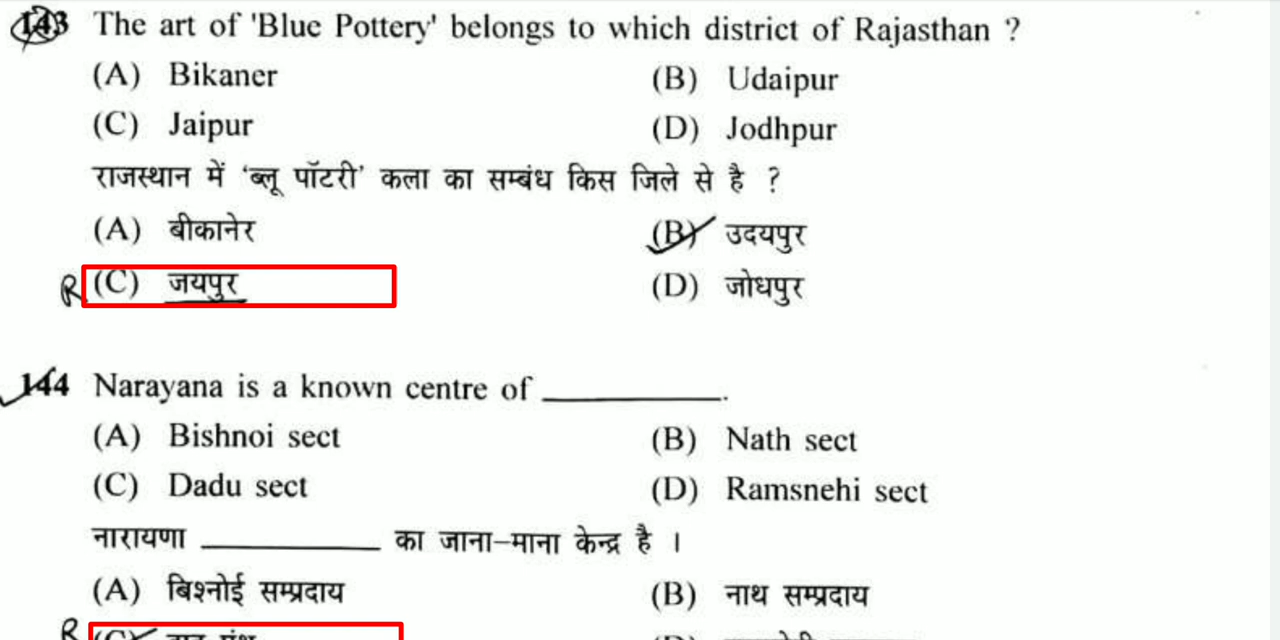 143 The art of 'Blue Pottery' belongs to which district of Rajasthan ?
(A) Bikaner (B) Udaipur
(C) Jaipur (D) Jodhpur
राजस्थान में ‘ब्लू पॉटरी’ कला का सम्बंध किस जिले से है ?
(A) बीकानेर (B) उदयपुर
R (C) जयपुर (D) जोधपुर
144 Narayana is a known centre of __________.
(A) Bishnoi sect (B) Nath sect
(C) Dadu sect (D) Ramsnehi sect
नारायणा __________ का जाना–माना केन्द्र है ।
(A) बिश्नोई सम्प्रदाय (B) नाथ सम्प्रदाय
R (C)